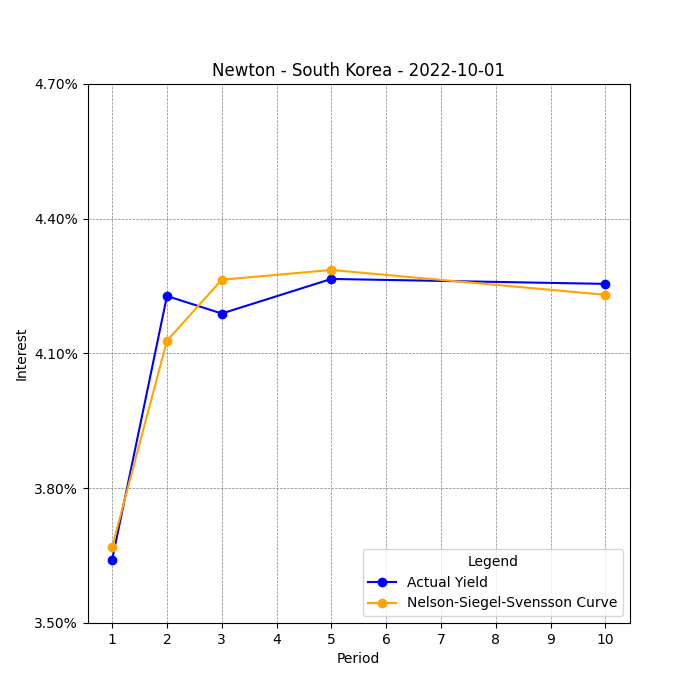 Newton - South Korea - 2022-10-01
4.70%
4.40%
4.10%
3.80%
3.50%
Interest
Legend
Actual Yield
Nelson-Siegel-Svensson Curve
1 2 3 4 5 6 7 8 9 10
Period